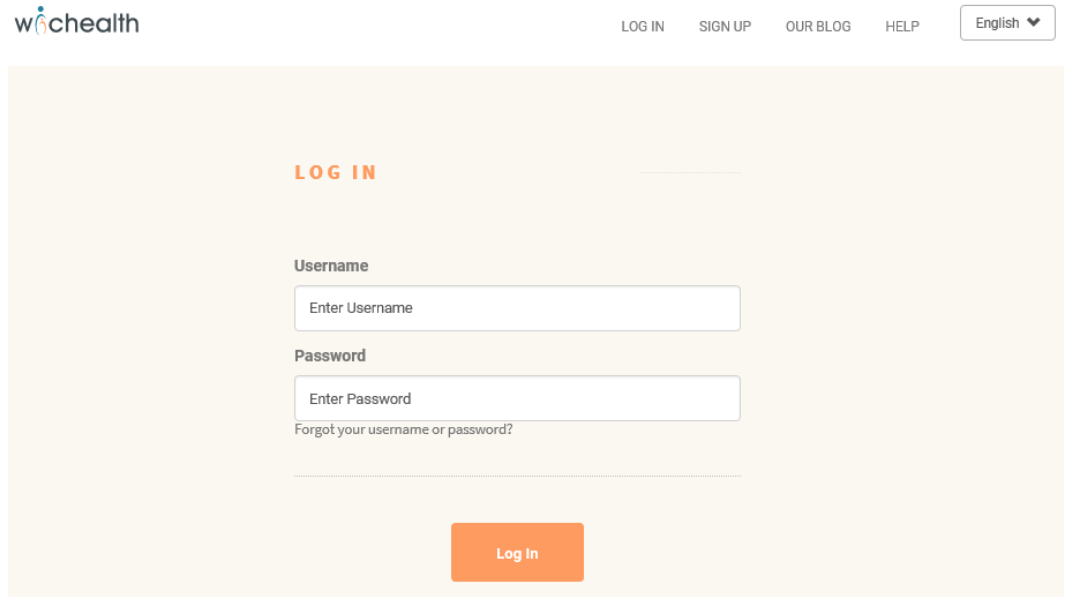 wichealth
LOG IN SIGN UP OUR BLOG HELP English
LOG IN
Username
Enter Username
Password
Enter Password
Forgot your username or password?
Log In